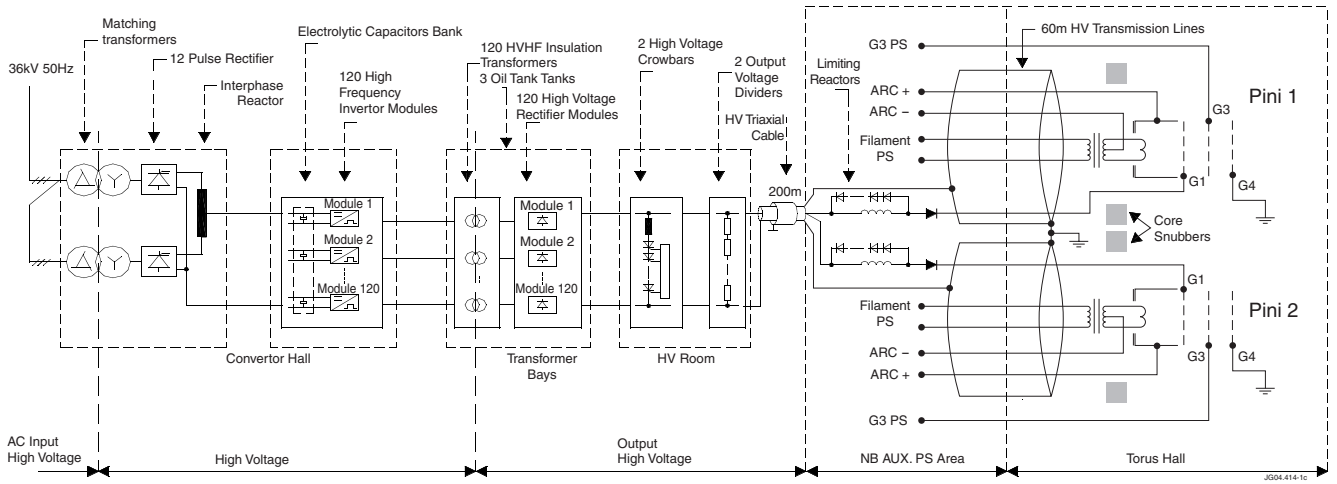 Matching
transformers
12 Pulse Rectifier
Interphase
Reactor
36kV 50Hz
Electrolytic Capacitors Bank
120 High
Frequency
Invertor Modules
120 HVHF Insulation
Transformers
3 Oil Tank Tanks
120 High Voltage
Rectifier Modules
2 High Voltage
Crowbars
2 Output
Voltage
Dividers
HV Triaxial
Cable
Limiting
Reactors
60m HV Transmission Lines
200m
Module 1
Module 2
Module 120
Module 1
Module 2
Module 120
Convertor Hall
Transformer
Bays
HV Room
G3 PS
ARC +
ARC –
Filament
PS
G3
G1
G4
Pini 1
Core
Snubbers
Filament
PS
ARC –
ARC +
G3 PS
G1
G3
G4
Pini 2
AC Input
High Voltage
High Voltage
Output
High Voltage
NB AUX. PS Area
Torus Hall
JG04.414-1c